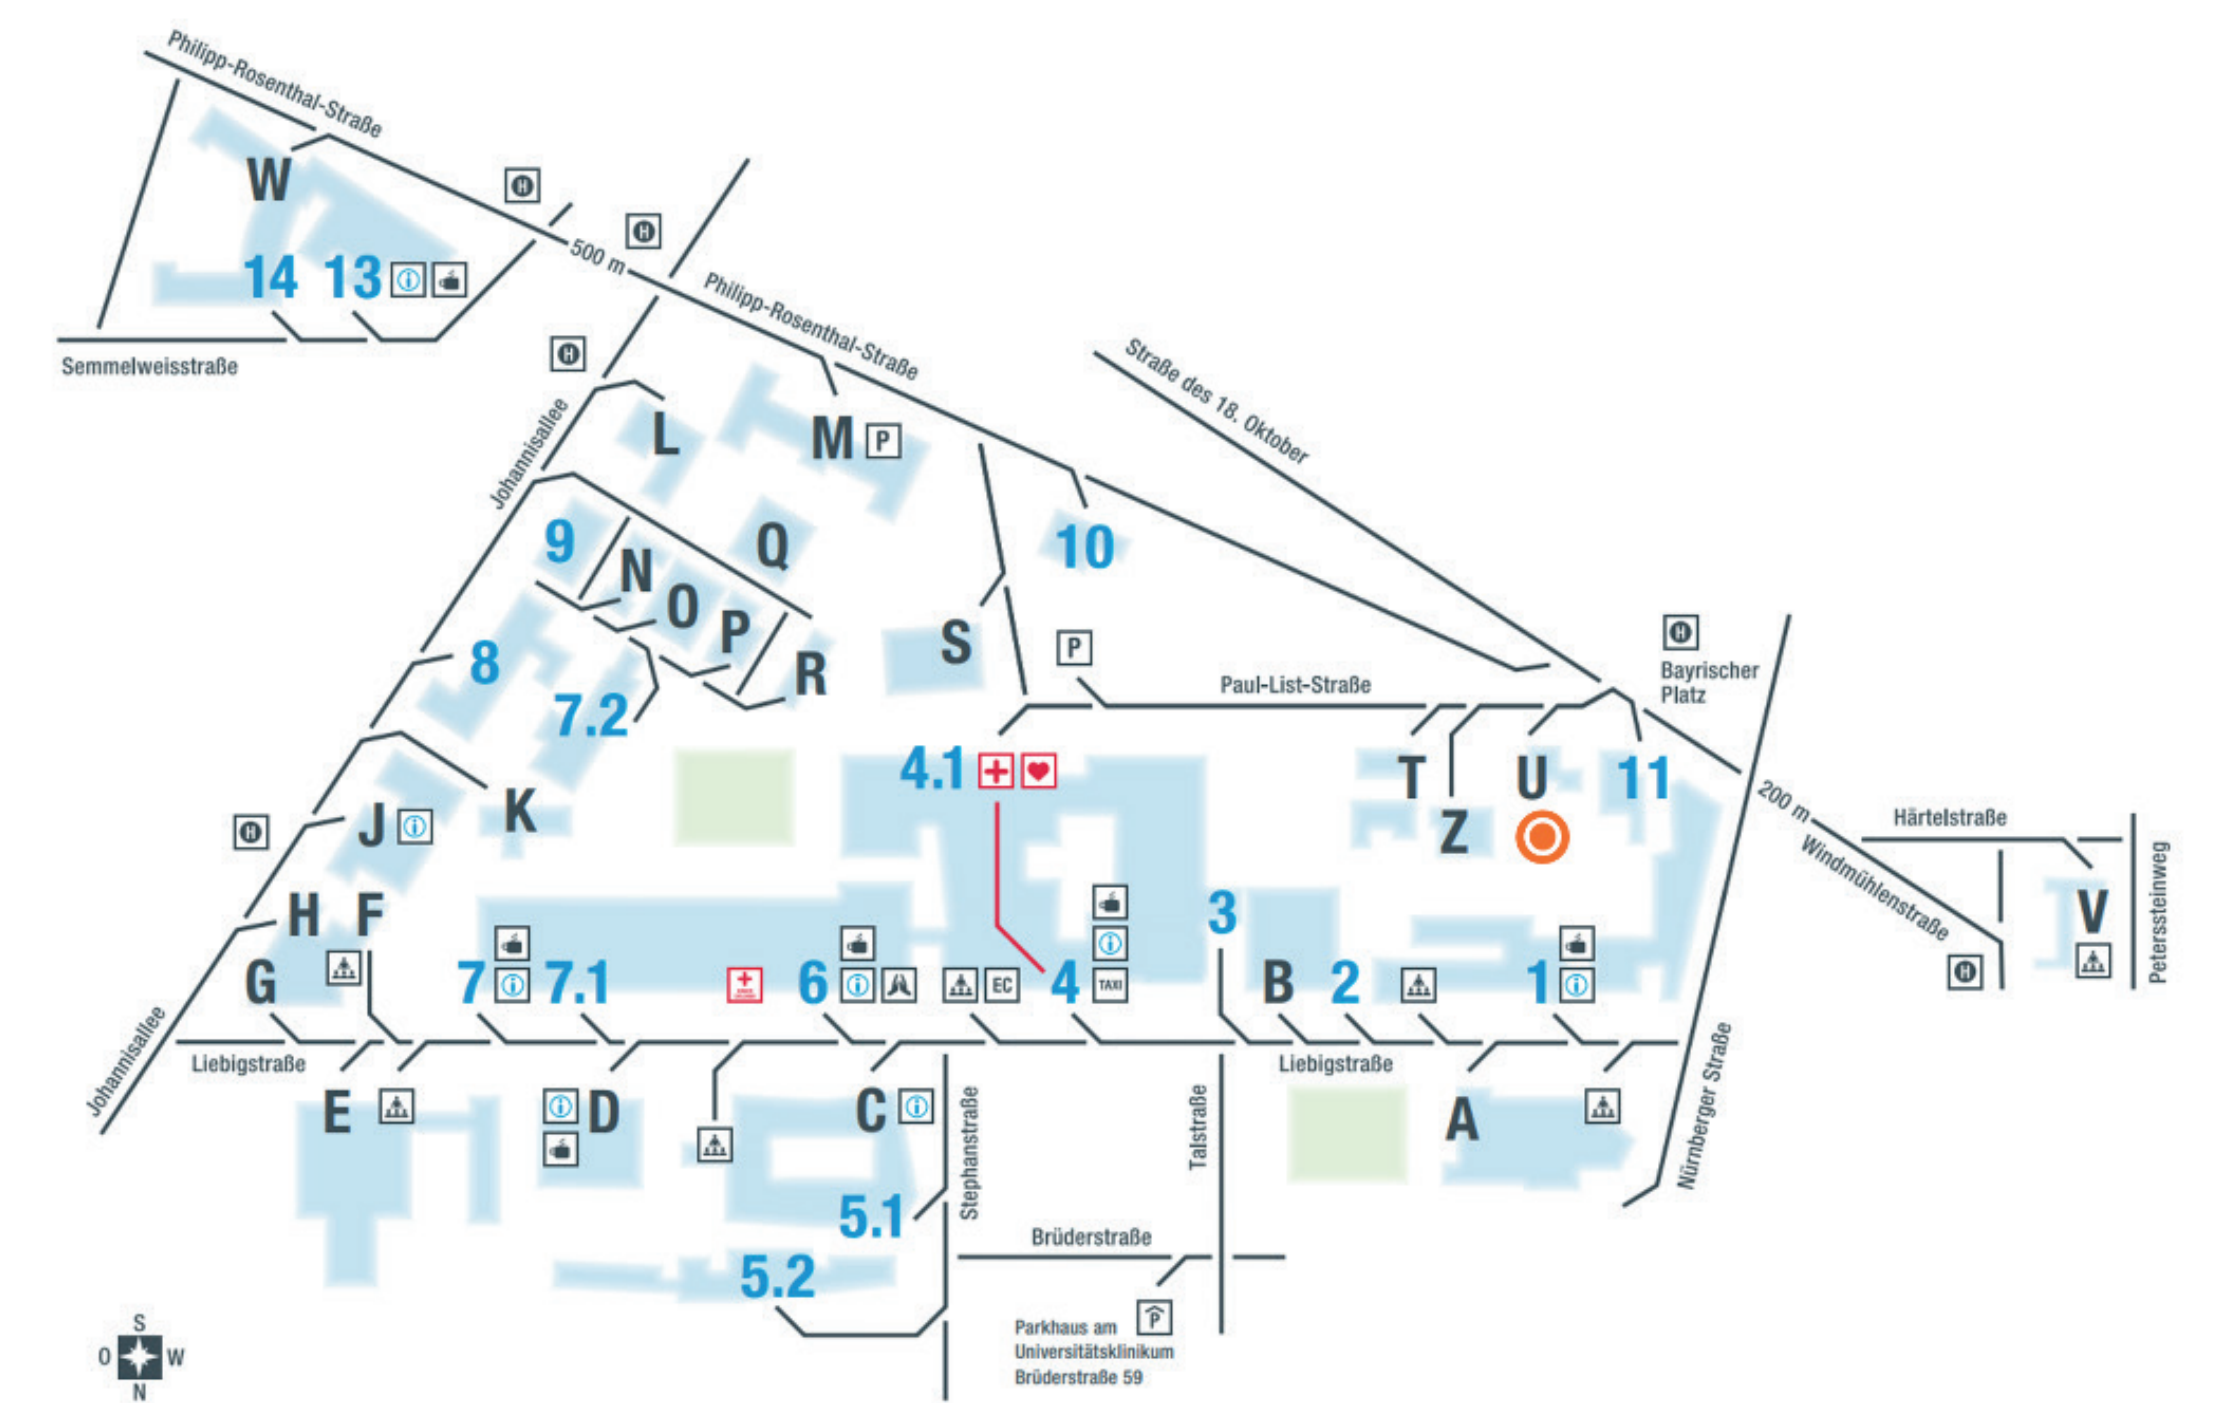 Philipp-Rosenthal-Straße
W
H
H
500 m
14
13
Semmelweisstraße
Philipp-Rosenthal-Straße
H
Straße des 18. Oktober
Johannisallee
L
M
P
9
N
Q
10
O
P
S
8
R
7.2
P
H
Bayrischer
Platz
Paul-List-Straße
4.1
T
U
11
Z
200 m
Härtelstraße
Windmühlenstraße
Peterssteinweg
V
H
K
J
H
H
F
G
7
7.1
6
EC
4
TAXI
3
B
2
1
Johannisallee
Liebigstraße
Liebigstraße
E
D
C
A
Stephanstraße
Talstraße
Nürnberger Straße
5.1
5.2
Brüderstraße
P
Parkhaus am
Universitätsklinikum
Brüderstraße 59
S
O
W
N